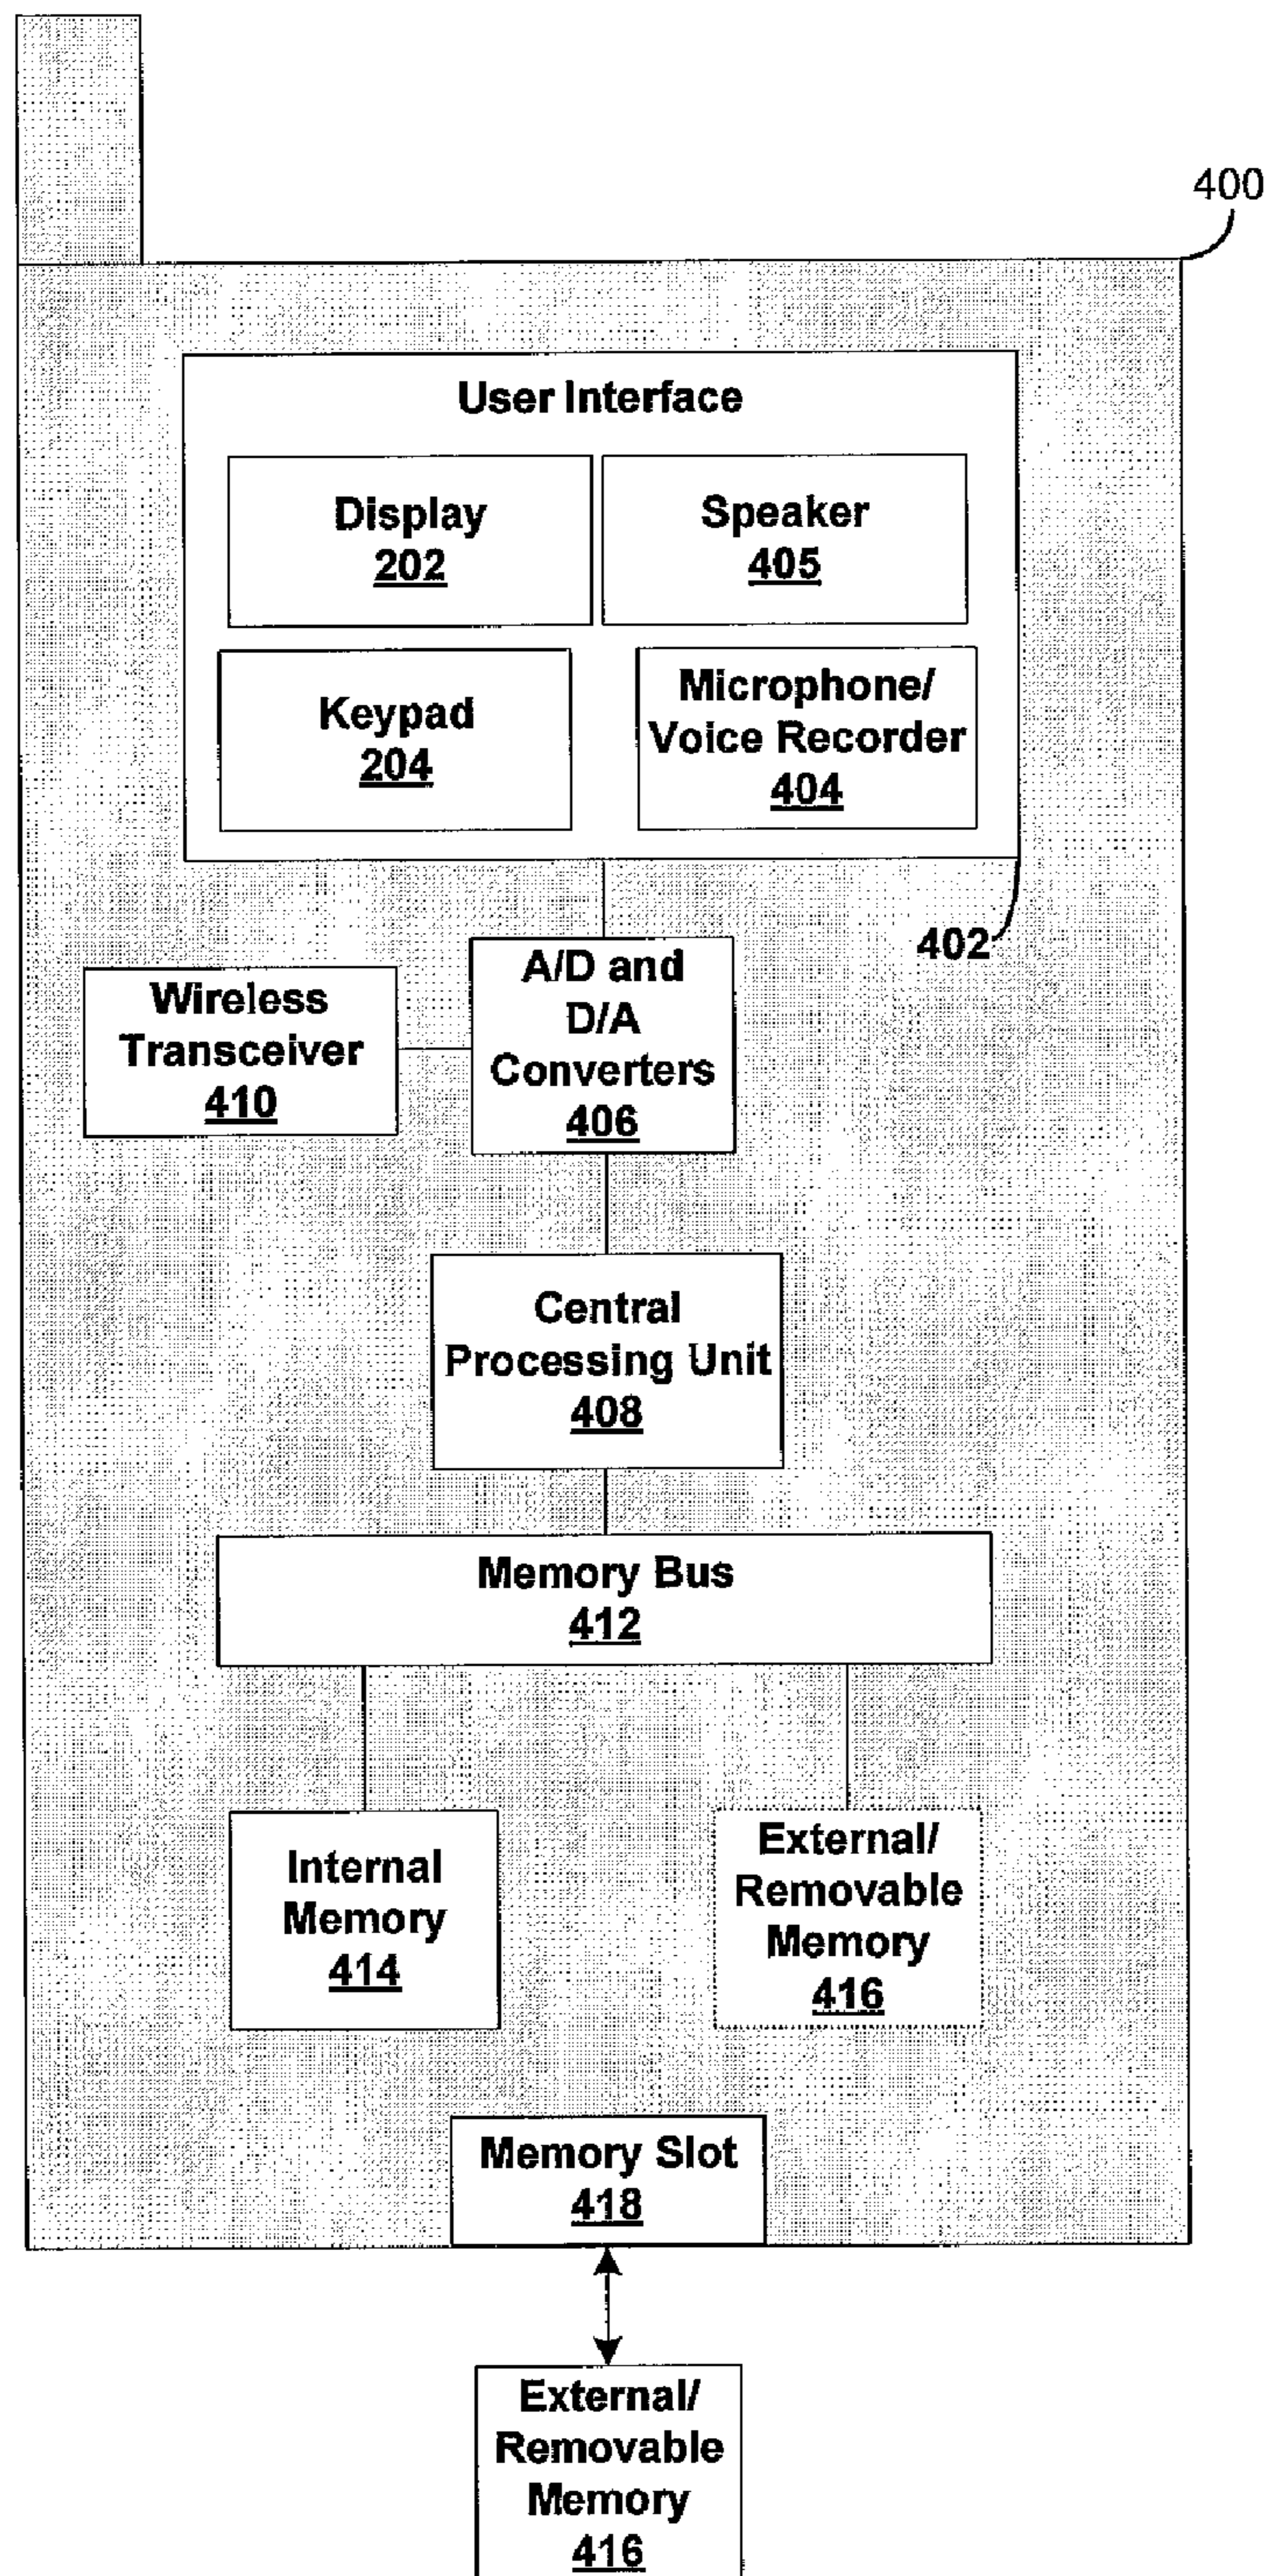 400
User Interface
Display
202
Speaker
405
Keypad
204
Microphone/
Voice Recorder
404
402
Wireless
Transceiver
410
A/D and
D/A
Converters
406
Central
Processing Unit
408
Memory Bus
412
Internal
Memory
414
External/
Removable
Memory
416
Memory Slot
418
External/
Removable
Memory
416